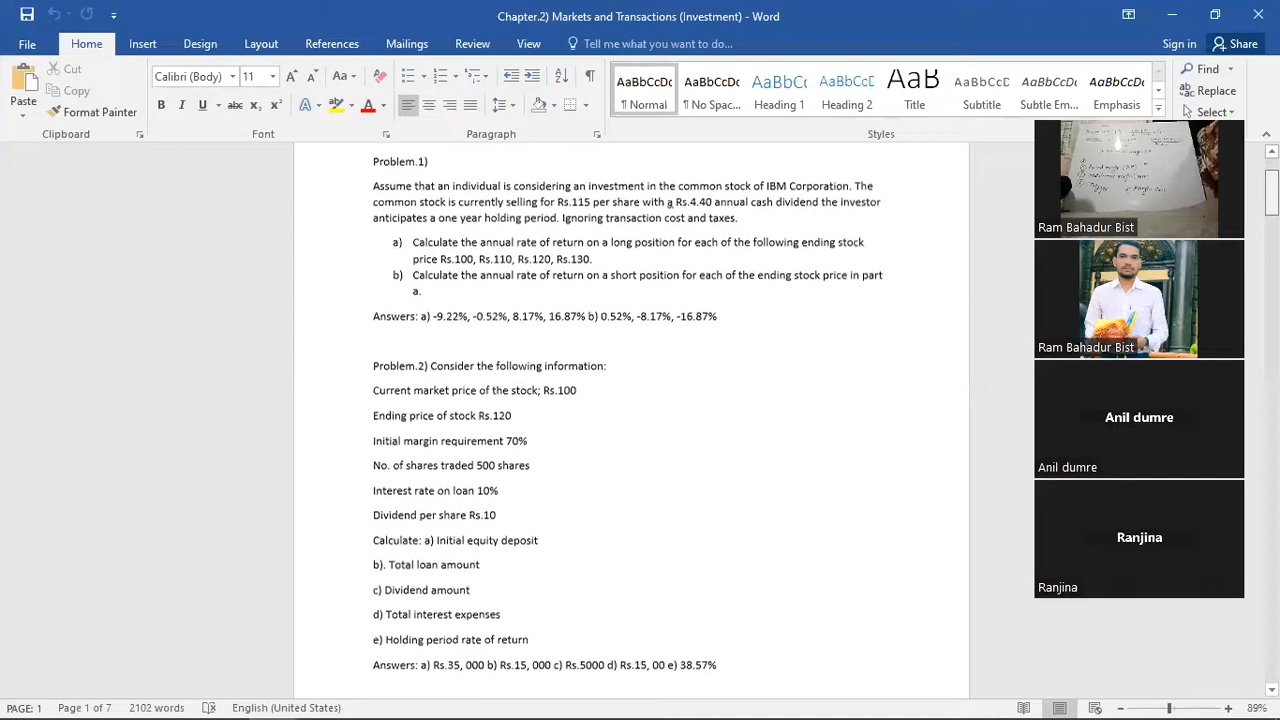 Chapter.2) Markets and Transactions (Investment) - Word
File Home Insert Design Layout References Mailings Review View Tell me what you want to do... Sign in Share
Paste
Cut
Copy
Format Painter
Clipboard
Calibri (Body) 11
Font
Paragraph
AaBbCcDc AaBbCcDc AaBbCc AaBbCcD AaB AaBbCcD AaBbCcDc AaBbCcDc
¶ Normal ¶ No Spac... Heading 1 Heading 2 Title Subtitle Subtle Em... Emphasis
Styles
Find
Replace
Select
Problem.1)
Assume that an individual is considering an investment in the common stock of IBM Corporation. The
common stock is currently selling for Rs.115 per share with a Rs.4.40 annual cash dividend the investor
anticipates a one year holding period. Ignoring transaction cost and taxes.
a) Calculate the annual rate of return on a long position for each of the following ending stock
price Rs.100, Rs.110, Rs.120, Rs.130.
b) Calculate the annual rate of return on a short position for each of the ending stock price in part
a.
Answers: a) -9.22%, -0.52%, 8.17%, 16.87% b) 0.52%, -8.17%, -16.87%
Problem.2) Consider the following information:
Current market price of the stock; Rs.100
Ending price of stock Rs.120
Initial margin requirement 70%
No. of shares traded 500 shares
Interest rate on loan 10%
Dividend per share Rs.10
Calculate: a) Initial equity deposit
b). Total loan amount
c) Dividend amount
d) Total interest expenses
e) Holding period rate of return
Answers: a) Rs.35, 000 b) Rs.15, 000 c) Rs.5000 d) Rs.15, 00 e) 38.57%
Ram Bahadur Bist
Ram Bahadur Bist
Anil dumre
Anil dumre
Ranjina
Ranjina
PAGE: 1 Page 1 of 7 2102 words English (United States) 89%